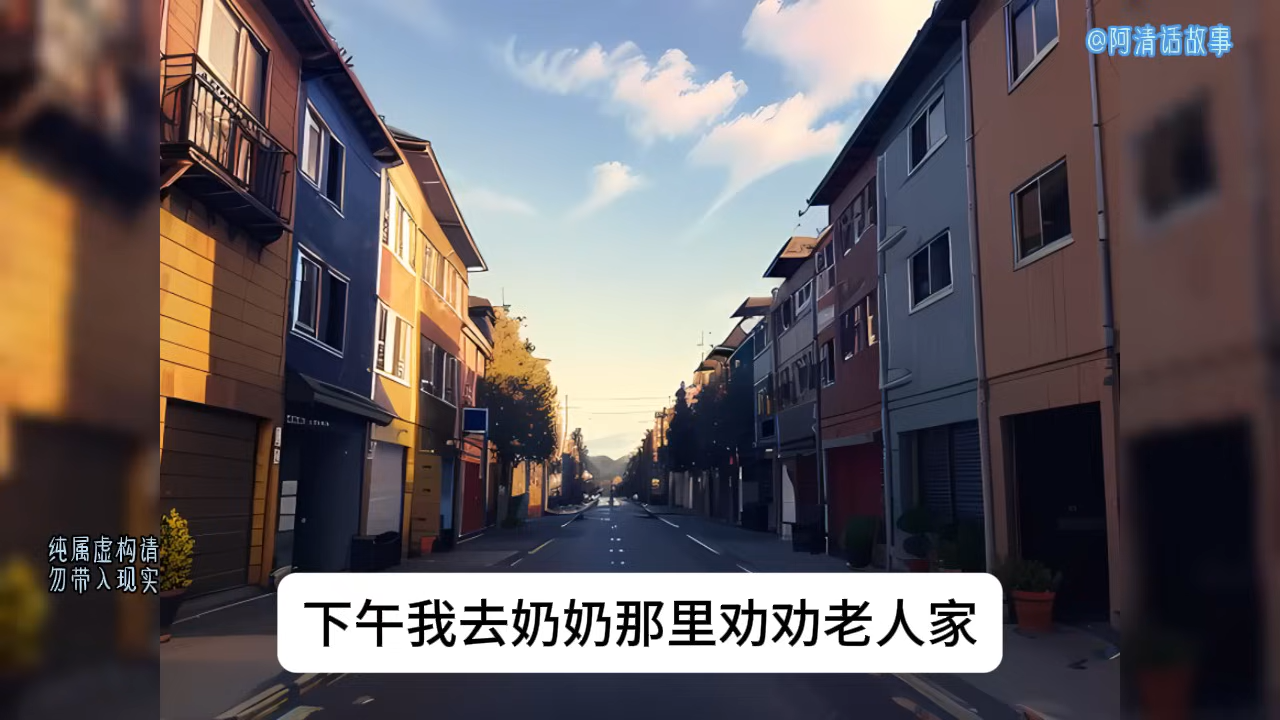 @阿清话故事
纯属虚构请
勿带入现实
下午我去奶奶那里劝劝老人家